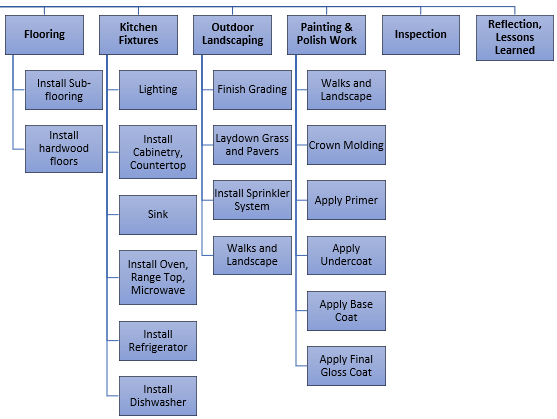 Flooring
Kitchen
Fixtures
Outdoor
Landscaping
Painting &
Polish Work
Inspection
Reflection,
Lessons
Learned
Install Sub-
flooring
Install
hardwood
floors
Lighting
Install
Cabinetry,
Countertop
Sink
Install Oven,
Range Top,
Microwave
Install
Refrigerator
Install
Dishwasher
Finish Grading
Laydown Grass
and Pavers
Install Sprinkler
System
Walks and
Landscape
Walks and
Landscape
Crown Molding
Apply Primer
Apply
Undercoat
Apply Base
Coat
Apply Final
Gloss Coat